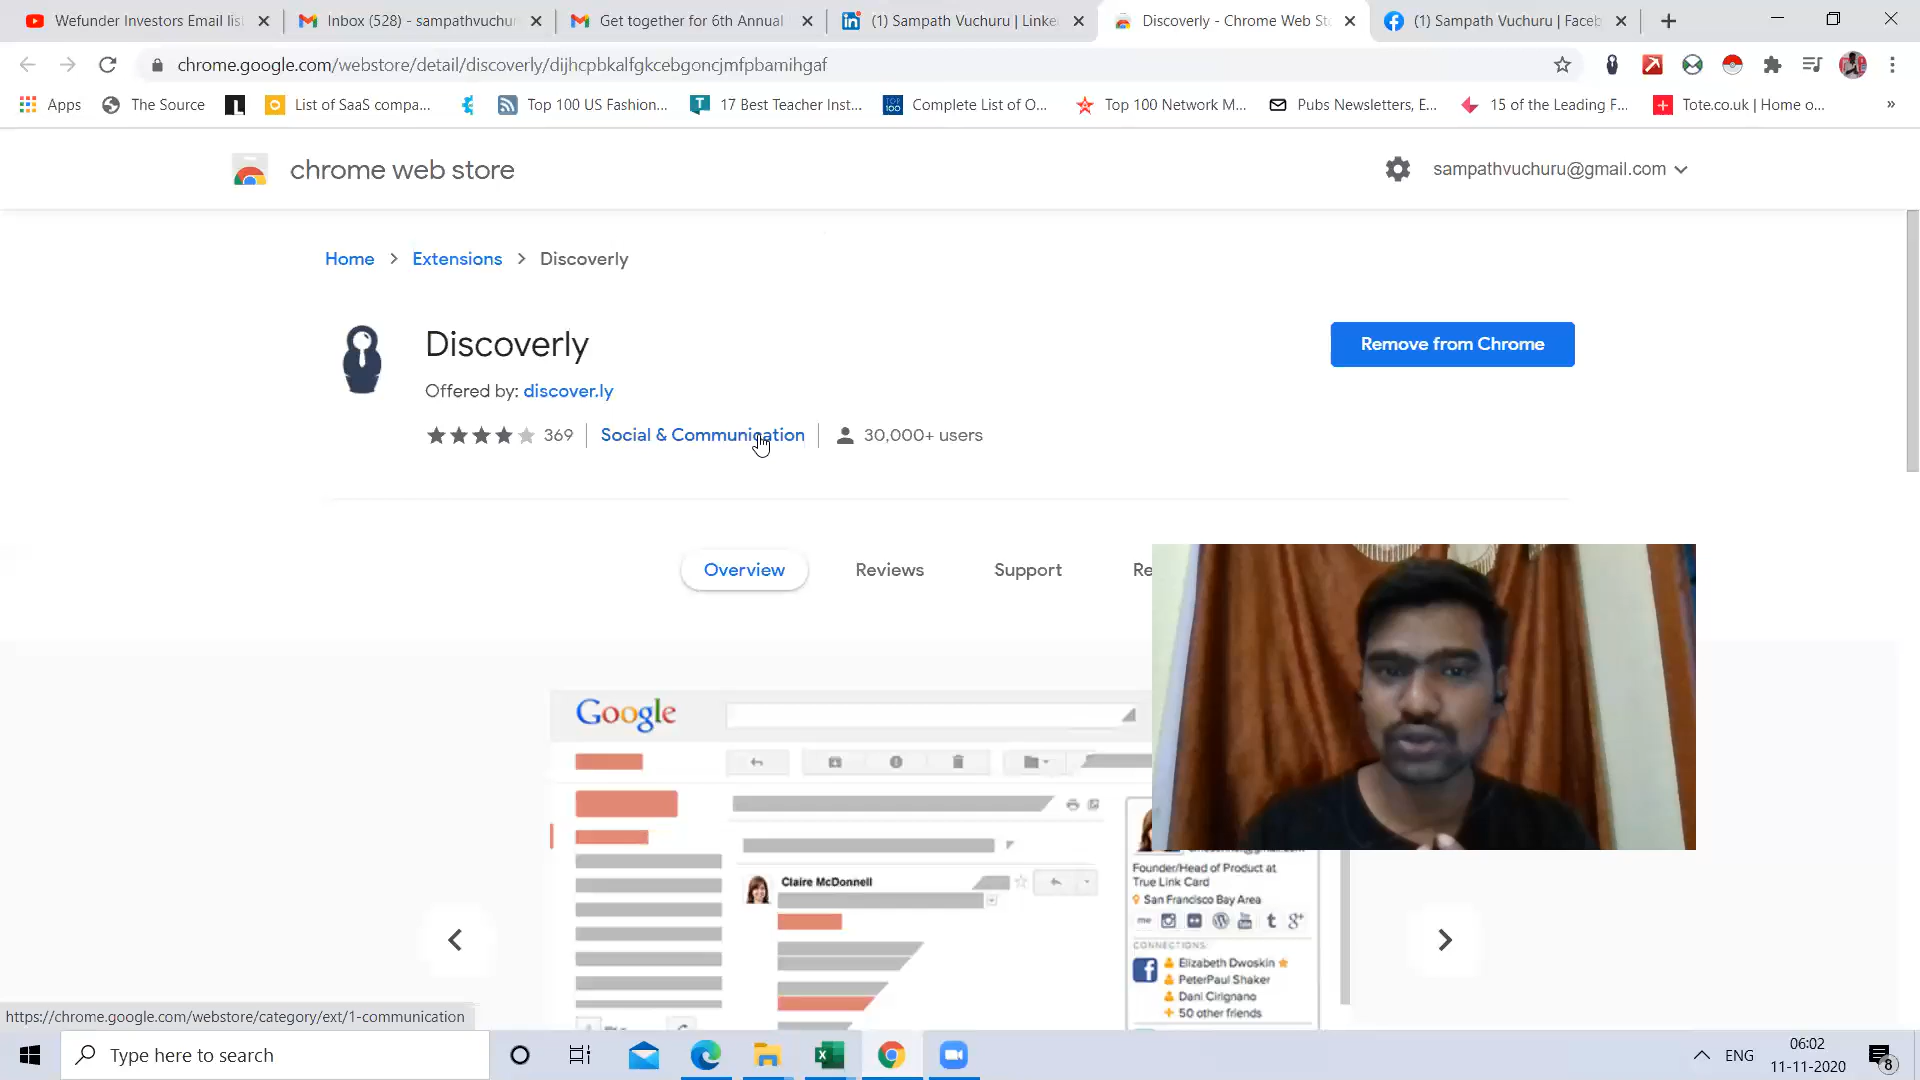 Wefunder Investors Email lis
Inbox (528) - sampathvuchur
Get together for 6th Annual
(1) Sampath Vuchuru | Linke
Discoverly - Chrome Web Sto
(1) Sampath Vuchuru | Faceb
chrome.google.com/webstore/detail/discoverly/dijhcpbkalfgkcebgoncjmfpbamihgaf
Apps
The Source
List of SaaS compa...
Top 100 US Fashion...
17 Best Teacher Inst...
Complete List of O...
Top 100 Network M...
Pubs Newsletters, E...
15 of the Leading F...
Tote.co.uk | Home o...
chrome web store
sampathvuchuru@gmail.com
Home > Extensions > Discoverly
Discoverly
Remove from Chrome
Offered by: discover.ly
369
Social & Communication
30,000+ users
Overview
Reviews
Support
Re
Google
Claire McDonnell
Founder/Head of Product at
True Link Card
San Francisco Bay Area
CONNECTIONS:
Elizabeth Dwoskin
PeterPaul Shaker
Dani Cirignano
50 other friends
https://chrome.google.com/webstore/category/ext/1-communication
Type here to search
ENG
06:02
11-11-2020
8